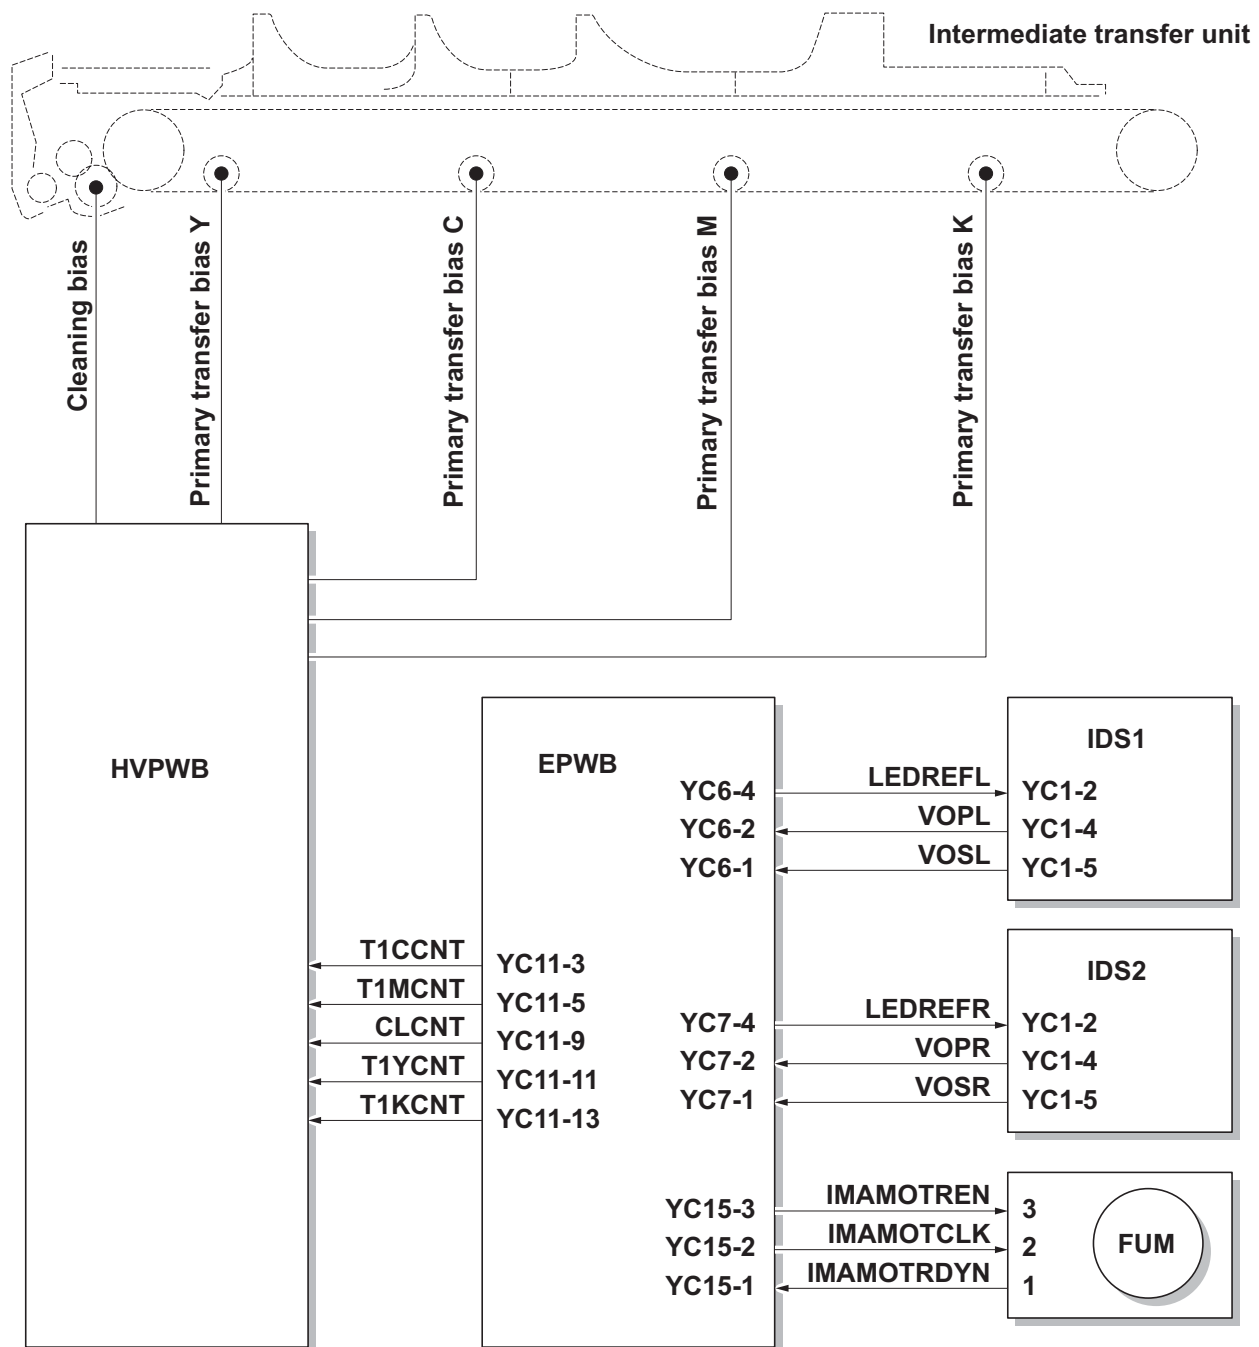 Intermediate transfer unit
Cleaning bias
Primary transfer bias Y
Primary transfer bias C
Primary transfer bias M
Primary transfer bias K
HVPWB
EPWB
IDS1
YC6-4
LEDREFL
YC1-2
YC6-2
VOPL
YC1-4
YC6-1
VOSL
YC1-5
T1CCNT
YC11-3
T1MCNT
YC11-5
CLCNT
YC11-9
T1YCNT
YC11-11
T1KCNT
YC11-13
IDS2
YC7-4
LEDREFR
YC1-2
YC7-2
VOPR
YC1-4
YC7-1
VOSR
YC1-5
YC15-3
IMAMOTREN
3
YC15-2
IMAMOTCLK
2
YC15-1
IMAMOTRDYN
1
FUM